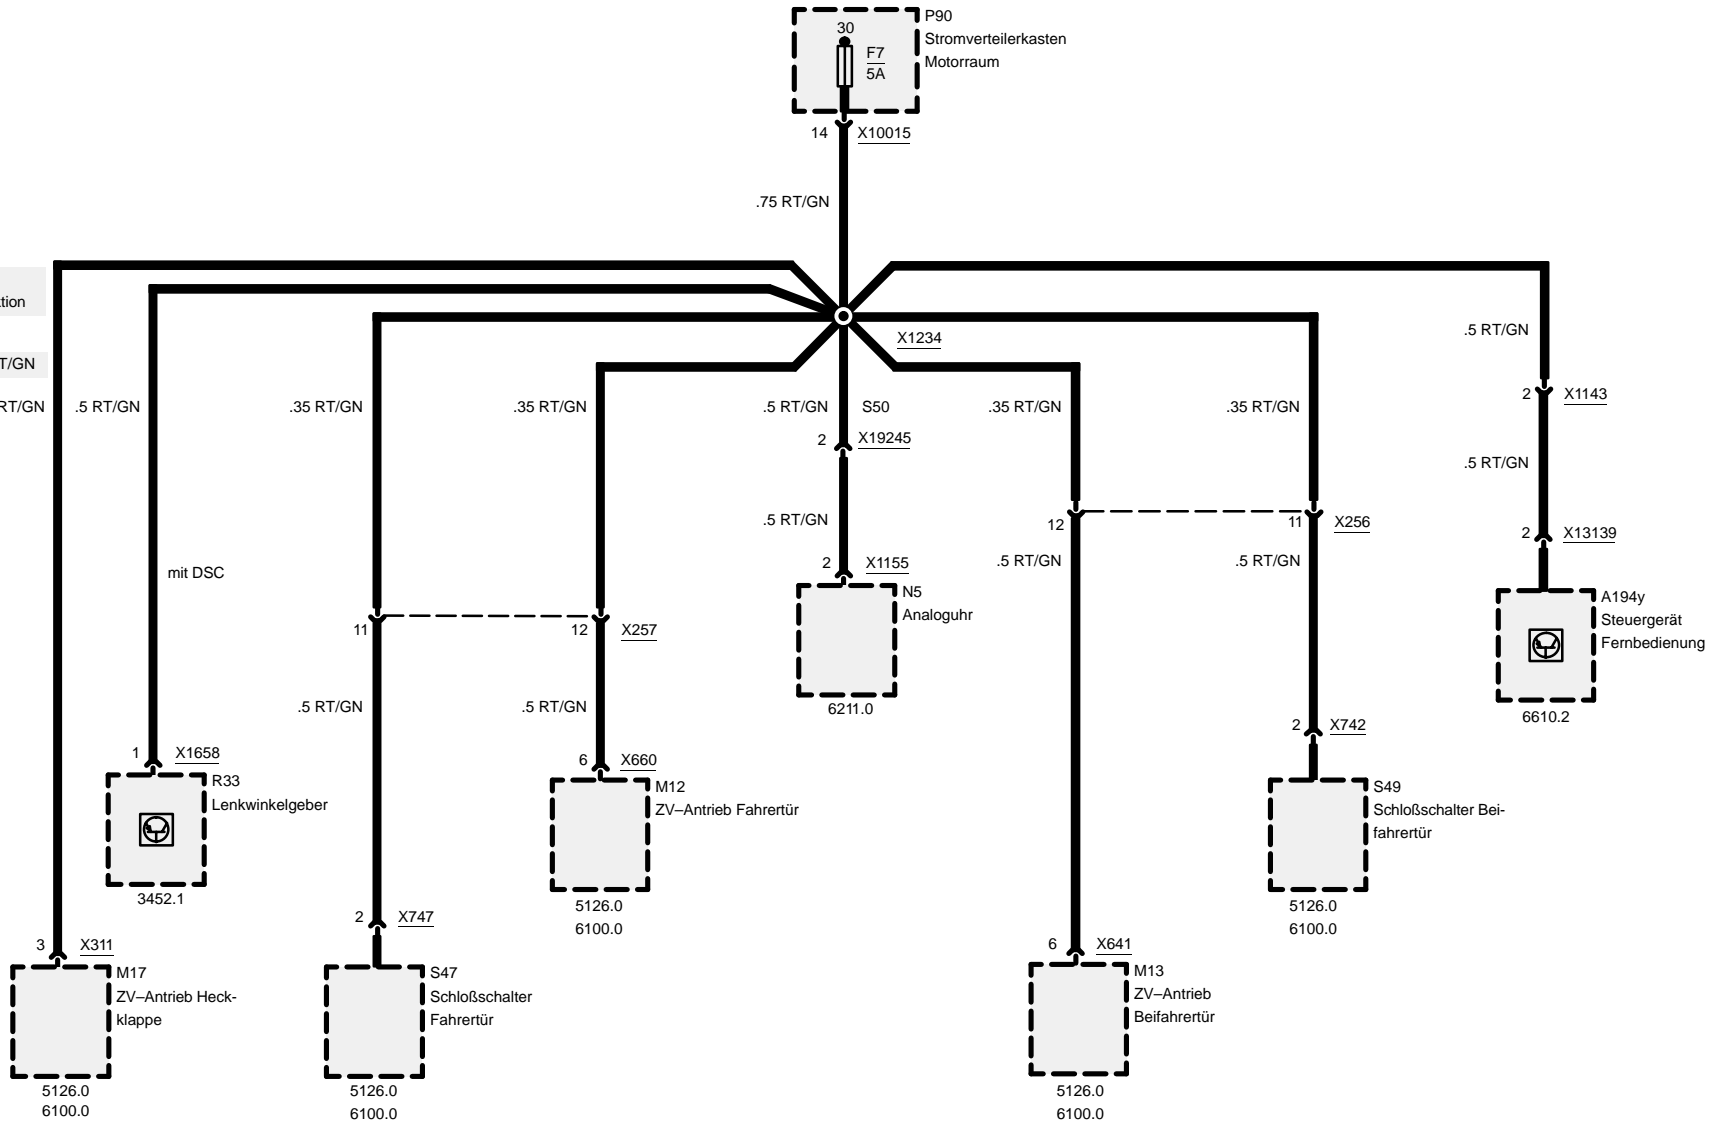 P90
30
Stromverteilerkasten
F7
Motorraum
5A
14 X10015
.75 RT/GN
X1234
.5 RT/GN
.5 RT/GN
.35 RT/GN
.35 RT/GN
.5 RT/GN
S50
.35 RT/GN
.35 RT/GN
2 X1143
2 X19245
.5 RT/GN
.5 RT/GN
12
11 X256
2 X13139
.5 RT/GN
.5 RT/GN
mit DSC
2 X1155
N5
Analoguhr
A194y
Steuergerät
Fernbedienung
11
12 X257
6211.0
6610.2
.5 RT/GN
.5 RT/GN
2 X742
1 X1658
6 X660
R33
Lenkwinkelgeber
M12
ZV–Antrieb Fahrertür
S49
Schloßschalter Bei-
fahrertür
3452.1
5126.0
6100.0
5126.0
6100.0
2 X747
3 X311
6 X641
M17
ZV–Antrieb Heck-
klappe
S47
Schloßschalter
Fahrertür
M13
ZV–Antrieb
Beifahrertür
5126.0
6100.0
5126.0
6100.0
5126.0
6100.0